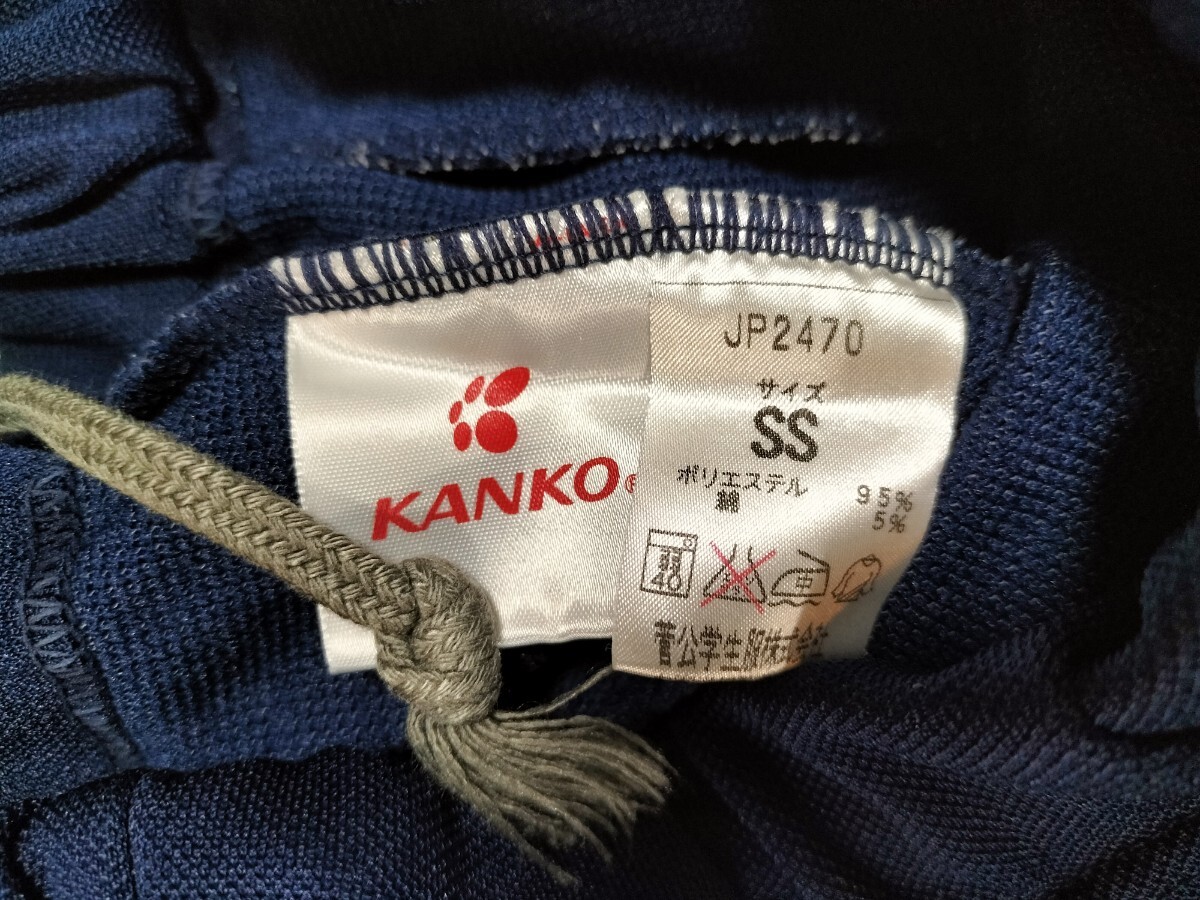 KANKO®
JP2470
サイズ
SS
ポリエステル 95%
綿 5%
40
中
菅公学生服株式会社